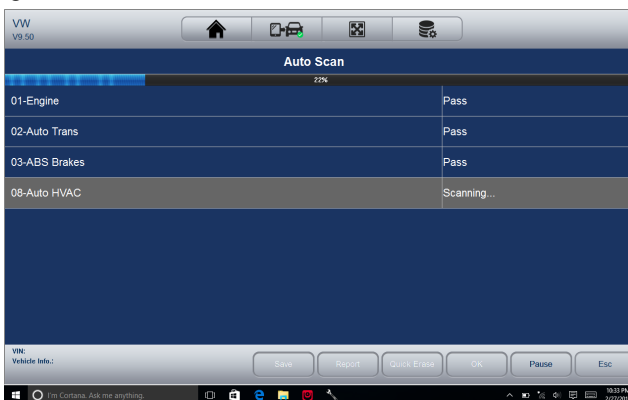 VW
V9.50
Auto Scan
22%
01-Engine Pass
02-Auto Trans Pass
03-ABS Brakes Pass
08-Auto HVAC Scanning...
VIN:
Vehicle Info.:
Save Report Quick Erase OK Pause Esc
I'm Cortana. Ask me anything.
10:33 PM